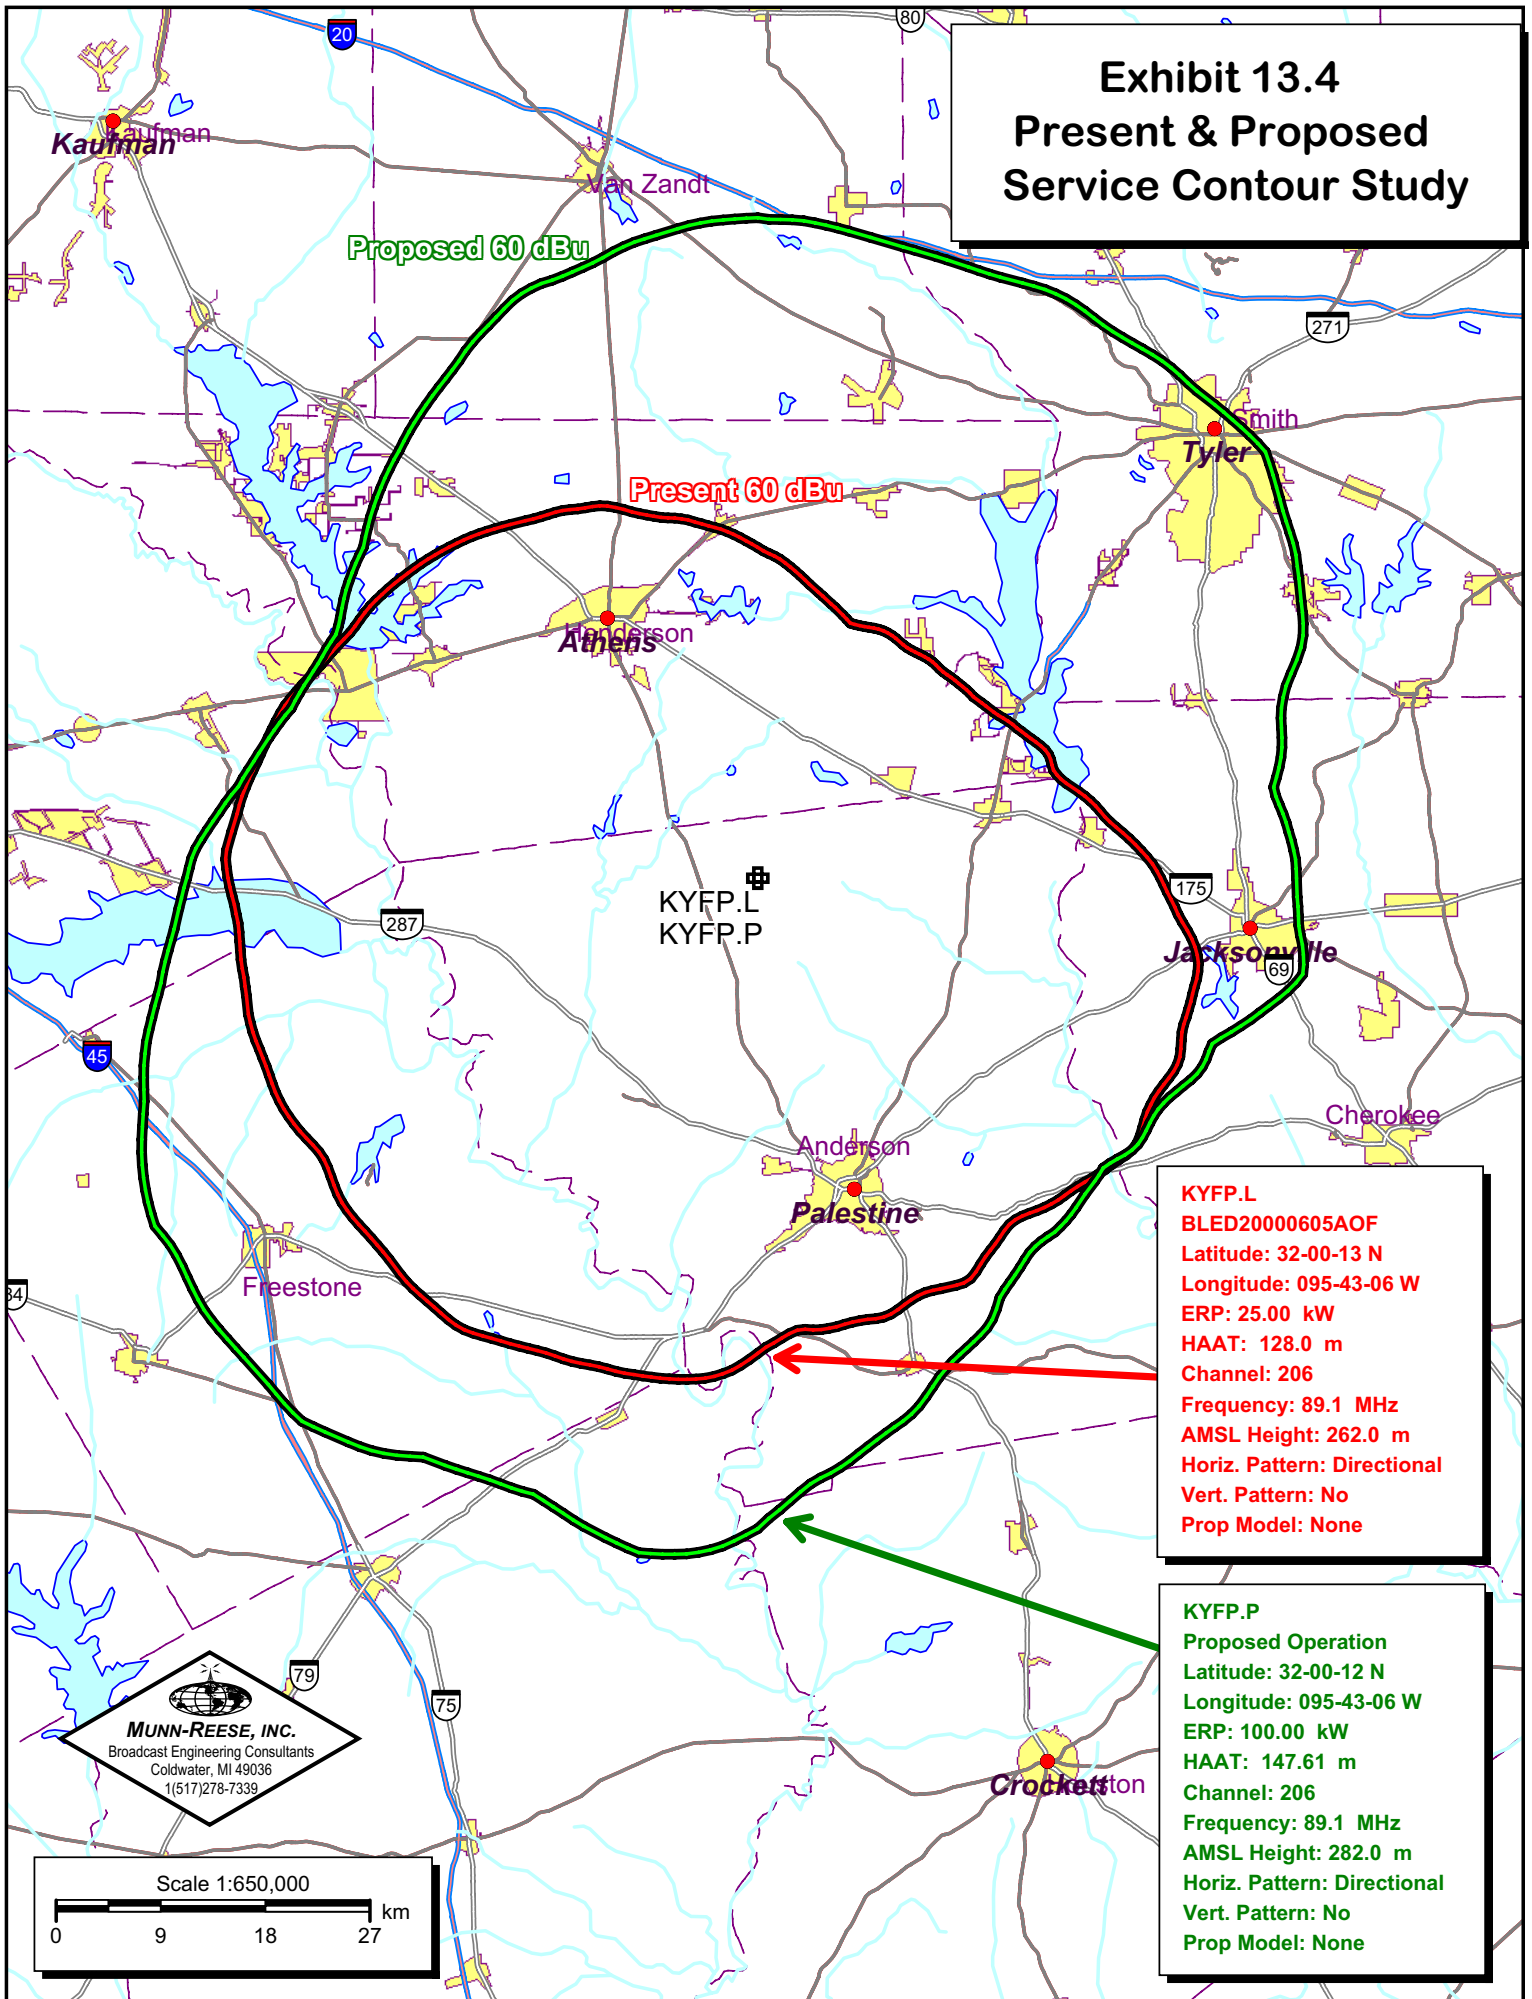 80
20
Exhibit 13.4
Present & Proposed
Service Contour Study
Kaufman
Kaufman
Van Zandt
Proposed 60 dBu
271
Smith
Tyler
Present 60 dBu
Henderson
Athens
KYFP.L
KYFP.P
175
287
Jacksonville
69
45
Cherokee
Anderson
Palestine
Freestone
84
KYFP.L
BLED20000605AOF
Latitude: 32-00-13 N
Longitude: 095-43-06 W
ERP: 25.00 kW
HAAT: 128.0 m
Channel: 206
Frequency: 89.1 MHz
AMSL Height: 262.0 m
Horiz. Pattern: Directional
Vert. Pattern: No
Prop Model: None
KYFP.P
Proposed Operation
Latitude: 32-00-12 N
Longitude: 095-43-06 W
ERP: 100.00 kW
HAAT: 147.61 m
Channel: 206
Frequency: 89.1 MHz
AMSL Height: 282.0 m
Horiz. Pattern: Directional
Vert. Pattern: No
Prop Model: None
79
75
MUNN-REESE, INC.
Broadcast Engineering Consultants
Coldwater, MI 49036
1(517)278-7339
Crockett
Houston
Scale 1:650,000
km
0 9 18 27